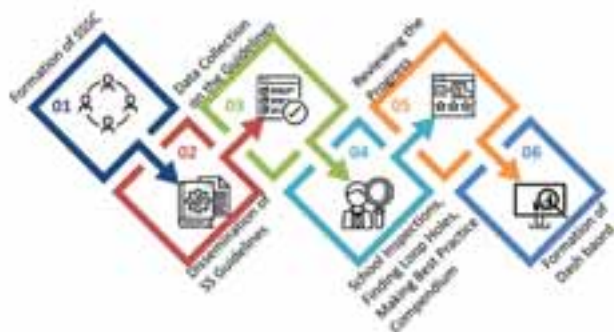 Formation of SSSC
01
02
Dissemination of
SS Guidelines
Data Collection
on the Guidelines
03
04
School Inspections,
Finding Loop Holes,
Making Best Practice
Compendium
Reviewing the
Progress
05
06
Formation of
Dash baord